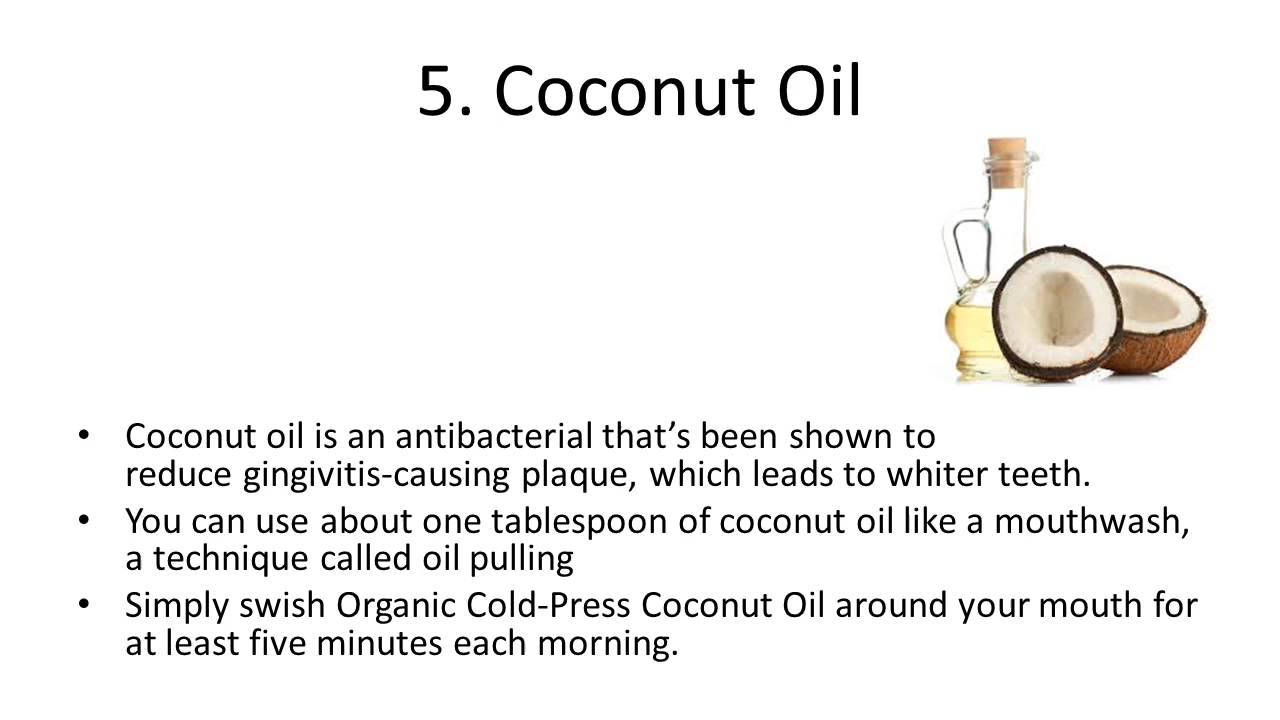 5. Coconut Oil
• Coconut oil is an antibacterial that’s been shown to
reduce gingivitis-causing plaque, which leads to whiter teeth.
• You can use about one tablespoon of coconut oil like a mouthwash,
a technique called oil pulling
• Simply swish Organic Cold-Press Coconut Oil around your mouth for
at least five minutes each morning.